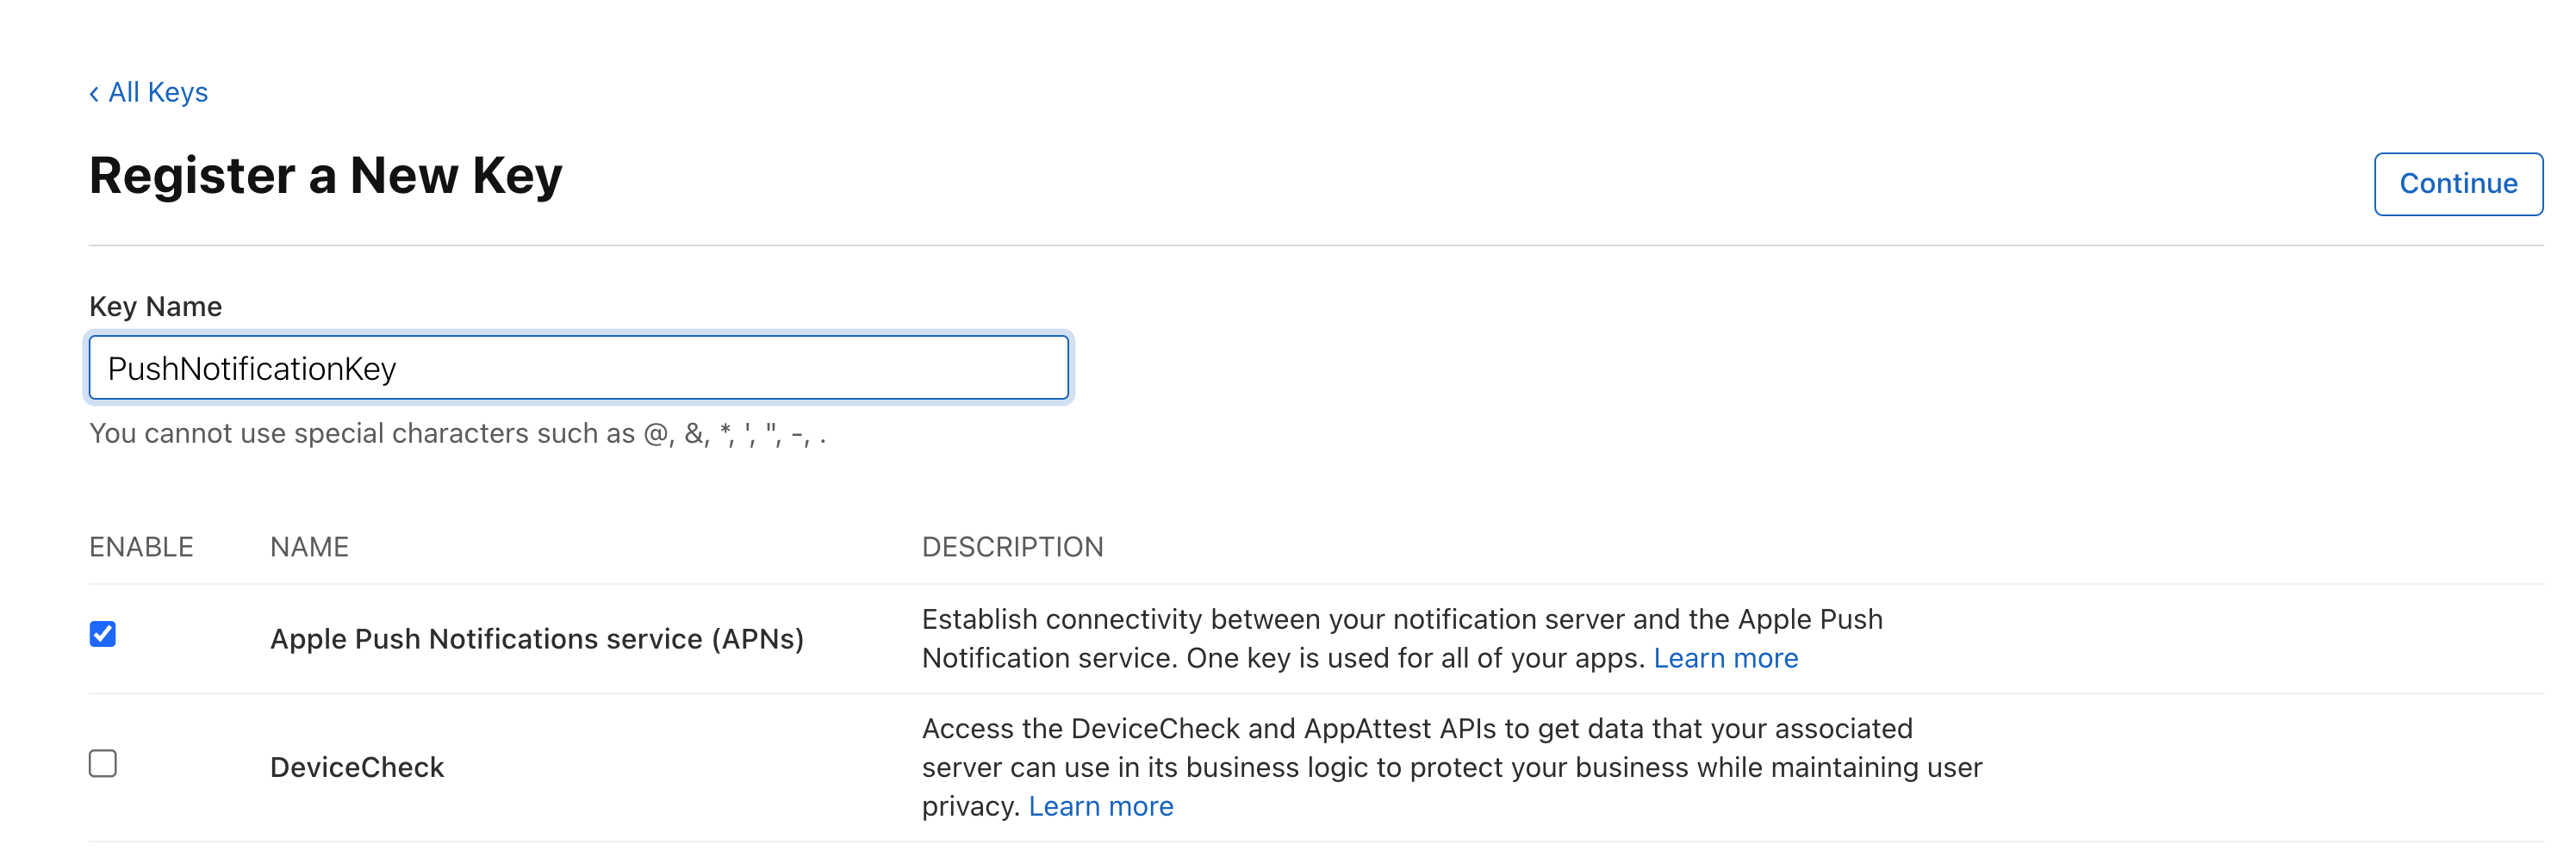 ‹ All Keys
Register a New Key
Continue
Key Name
PushNotificationKey
You cannot use special characters such as @, &, *, ', ", -, .
ENABLE NAME DESCRIPTION
Apple Push Notifications service (APNs)
Establish connectivity between your notification server and the Apple Push
Notification service. One key is used for all of your apps. Learn more
DeviceCheck
Access the DeviceCheck and AppAttest APIs to get data that your associated
server can use in its business logic to protect your business while maintaining user
privacy. Learn more